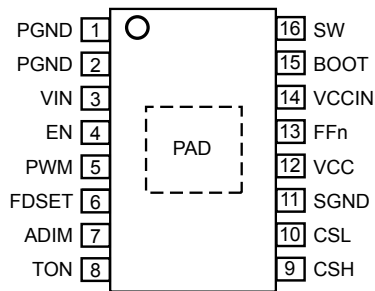 PGND 1 16 SW
PGND 2 15 BOOT
VIN 3 14 VCCIN
EN 4 13 FFn
PWM 5 PAD 12 VCC
FDSET 6 11 SGND
ADIM 7 10 CSL
TON 8 9 CSH